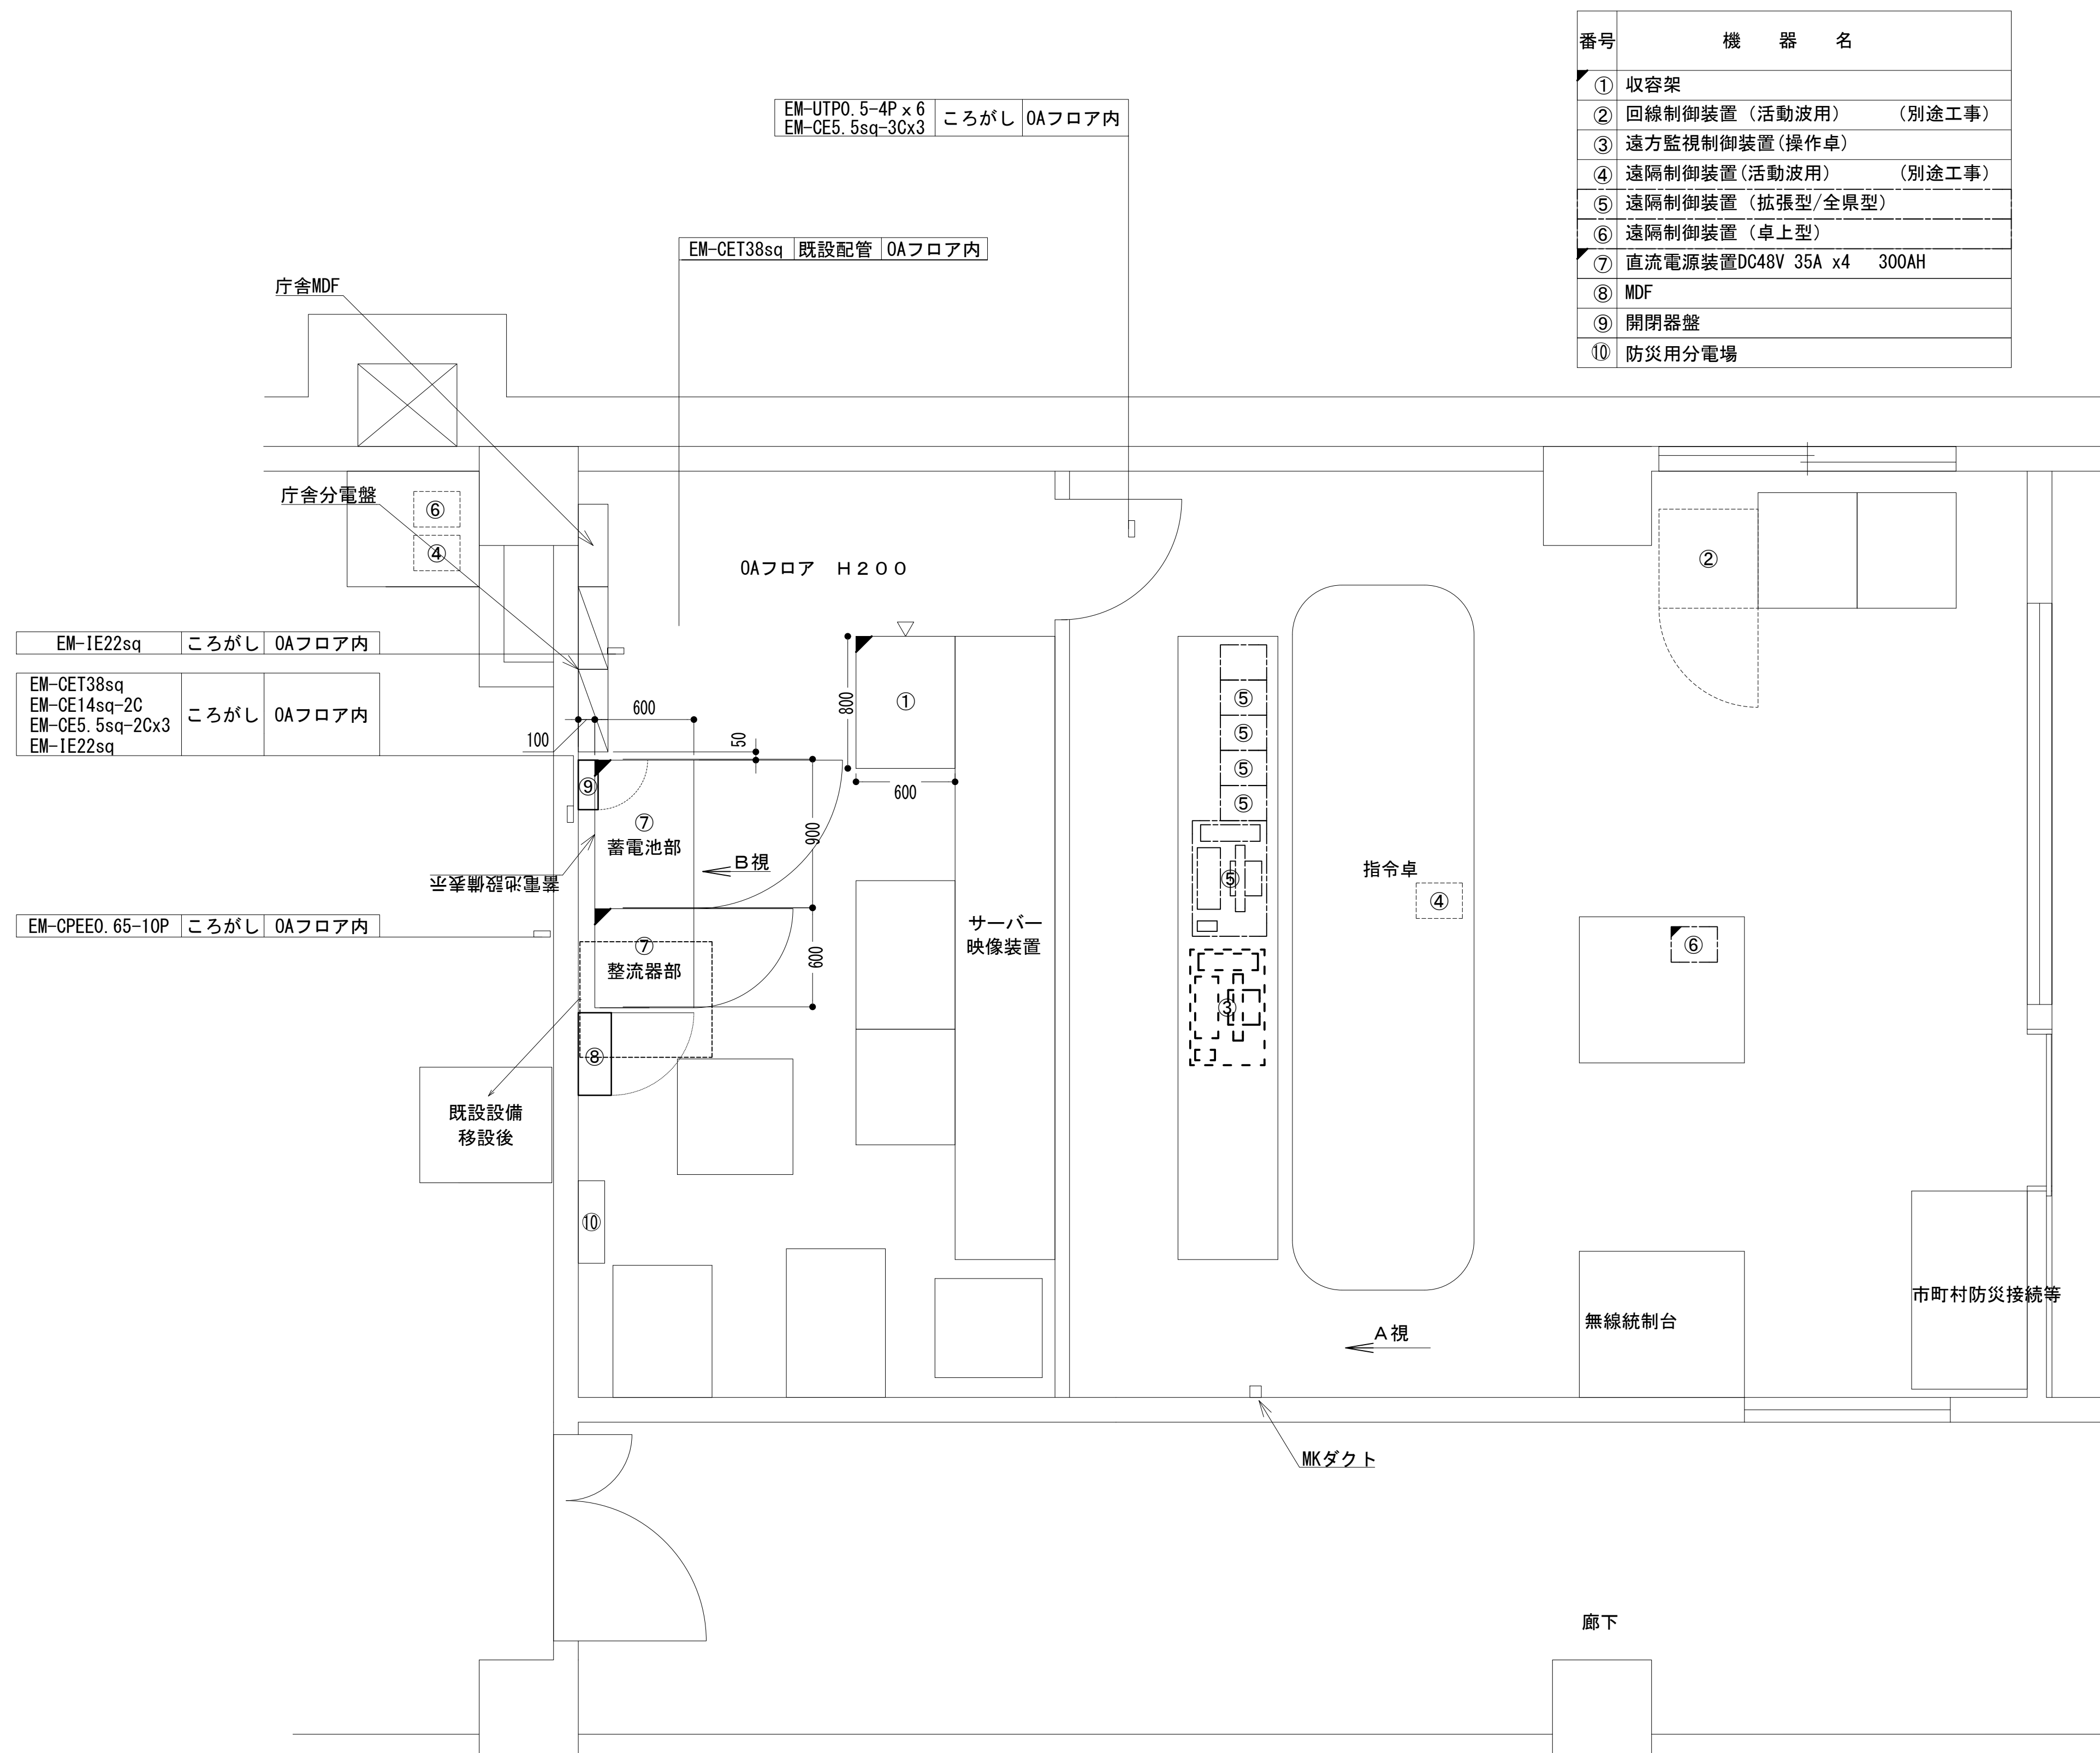 番号 機 器 名
① 収容架
② 回線制御装置（活動波用） （別途工事）
③ 遠方監視制御装置(操作卓)
④ 遠隔制御装置(活動波用) （別途工事）
⑤ 遠隔制御装置（拡張型/全県型）
⑥ 遠隔制御装置（卓上型）
⑦ 直流電源装置DC48V 35A x4 300AH
⑧ MDF
⑨ 開閉器盤
⑩ 防災用分電場
EM-UTP0.5-4Px6
EM-CE5.5sq-3Cx3
ころがし
OAフロア内
EM-CET38sq 既設配管 OAフロア内
庁舎MDF
庁舎分電盤
⑥
④
OAフロア H200
②
EM-IE22sq ころがし OAフロア内
EM-CET38sq
EM-CE14sq-2C
EM-CE5.5sq-2Cx3
EM-IE22sq
ころがし
OAフロア内
100
600
50
800
①
600
⑨
⑦
蓄電池部
900
B視
蓄電池設備表示
EM-CPEE0.65-10P ころがし OAフロア内
⑦
整流器部
600
⑧
既設設備
移設後
⑩
サーバー
映像装置
⑤
⑤
⑤
⑤
⑤
③
指令卓
④
⑥
A視
無線統制台
市町村防災接続等
MKダクト
廊下